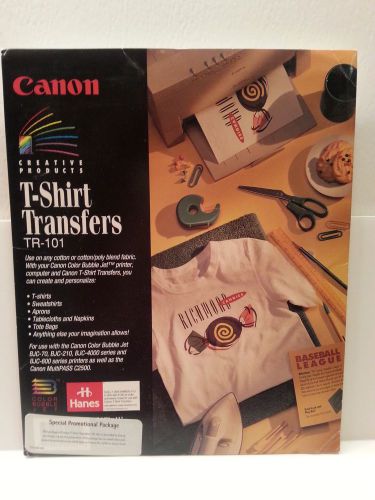 Canon
CREATIVE
PRODUCTS
T-Shirt
Transfers
TR-101
Use on any cotton or cotton/poly blend fabric.
With your Canon Color Bubble Jet™ printer,
computer and Canon T-Shirt Transfers, you
can create and personalize:
• T-shirts
• Sweatshirts
• Aprons
• Tablecloths and Napkins
• Tote Bags
• Anything else your imagination allows!
For use with the Canon Color Bubble Jet
BJC-70, BJC-210, BJC-4000 series and
BJC-600 series printers as well as the
Canon MultiPASS C2500.
COLOR
BUBBLE
Hanes
Special Promotional Package
RICHMOND
BASEBALL
LEAGUE